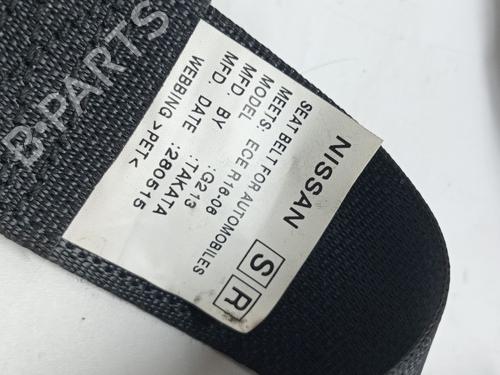 NISSAN
SEAT BELT FOR AUTOMOBILES
MEETS: ECE R16-06
MODEL :G213
MFD. BY :TAKATA
MFD. DATE :280515
WEBBING >PET<
S R
B-PARTS